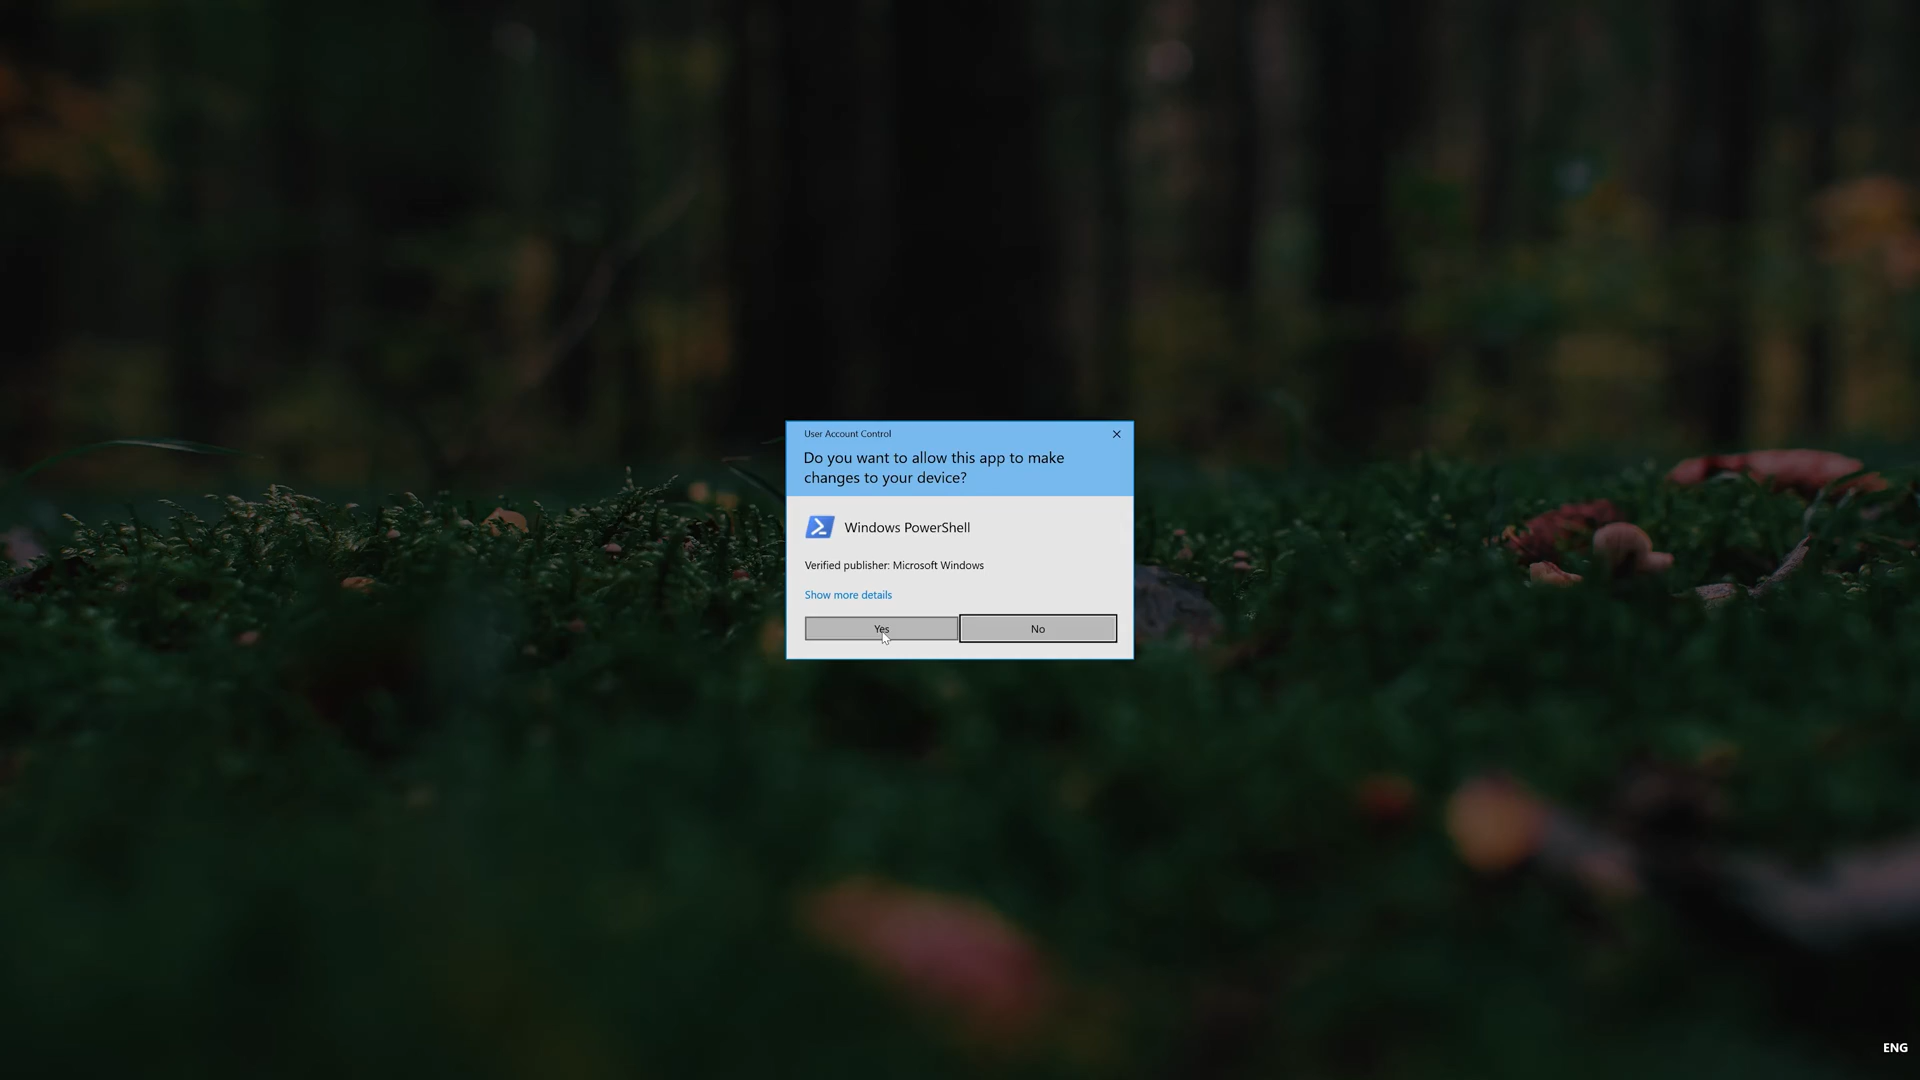 User Account Control
Do you want to allow this app to make
changes to your device?
Windows PowerShell
Verified publisher: Microsoft Windows
Show more details
Yes
No
ENG